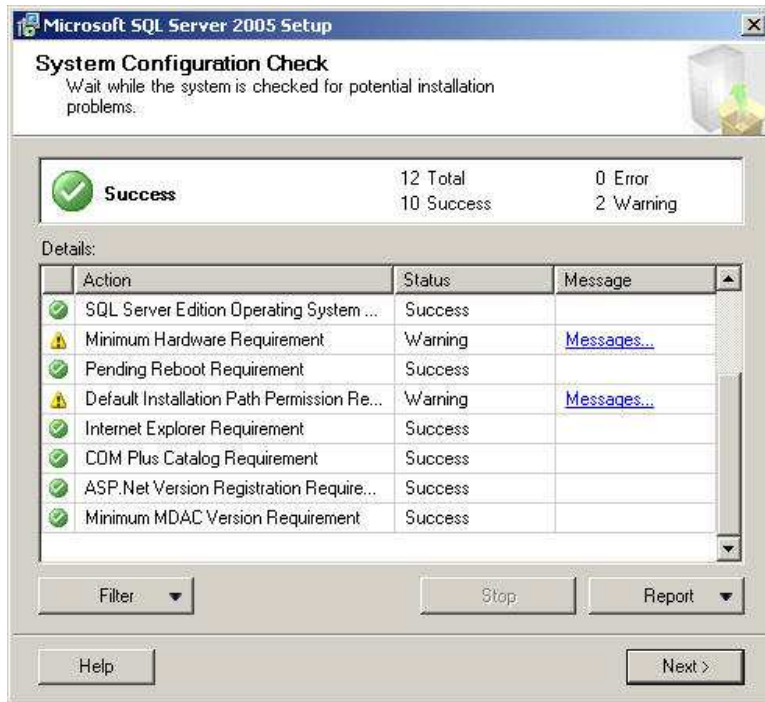 Microsoft SQL Server 2005 Setup
System Configuration Check
Wait while the system is checked for potential installation
problems.
Success
12 Total
0 Error
10 Success
2 Warning
Details:
Action Status Message
SQL Server Edition Operating System ... Success
Minimum Hardware Requirement Warning Messages...
Pending Reboot Requirement Success
Default Installation Path Permission Re... Warning Messages...
Internet Explorer Requirement Success
COM Plus Catalog Requirement Success
ASP.Net Version Registration Require... Success
Minimum MDAC Version Requirement Success
Filter Stop Report
Help Next >